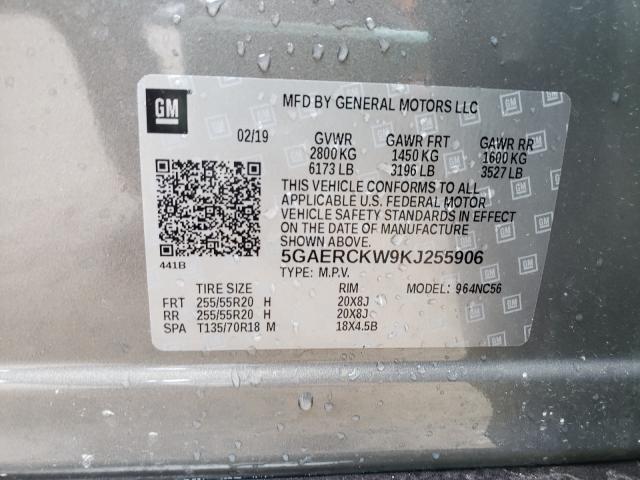 GM
MFD BY GENERAL MOTORS LLC
02/19 GVWR GAWR FRT GAWR RR
2800 KG 1450 KG 1600 KG
6173 LB 3196 LB 3527 LB
THIS VEHICLE CONFORMS TO ALL
APPLICABLE U.S. FEDERAL MOTOR
VEHICLE SAFETY STANDARDS IN EFFECT
ON THE DATE OF MANUFACTURE
SHOWN ABOVE.
441B
5GAERCKW9KJ255906
TYPE: M.P.V.
TIRE SIZE RIM MODEL: 964NC56
FRT 255/55R20 H 20X8J
RR 255/55R20 H 20X8J
SPA T135/70R18 M 18X4.5B